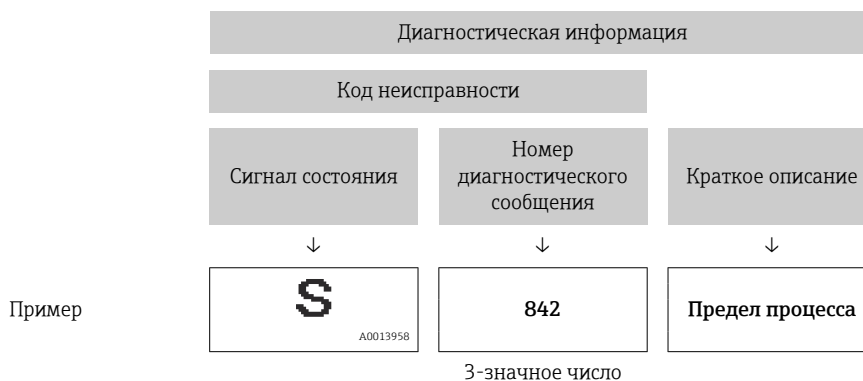 Диагностическая информация
Код неисправности
Сигнал состояния
Номер
диагностического
сообщения
Краткое описание
↓ ↓ ↓
Пример
S
A0013958
842
Предел процесса
3-значное число